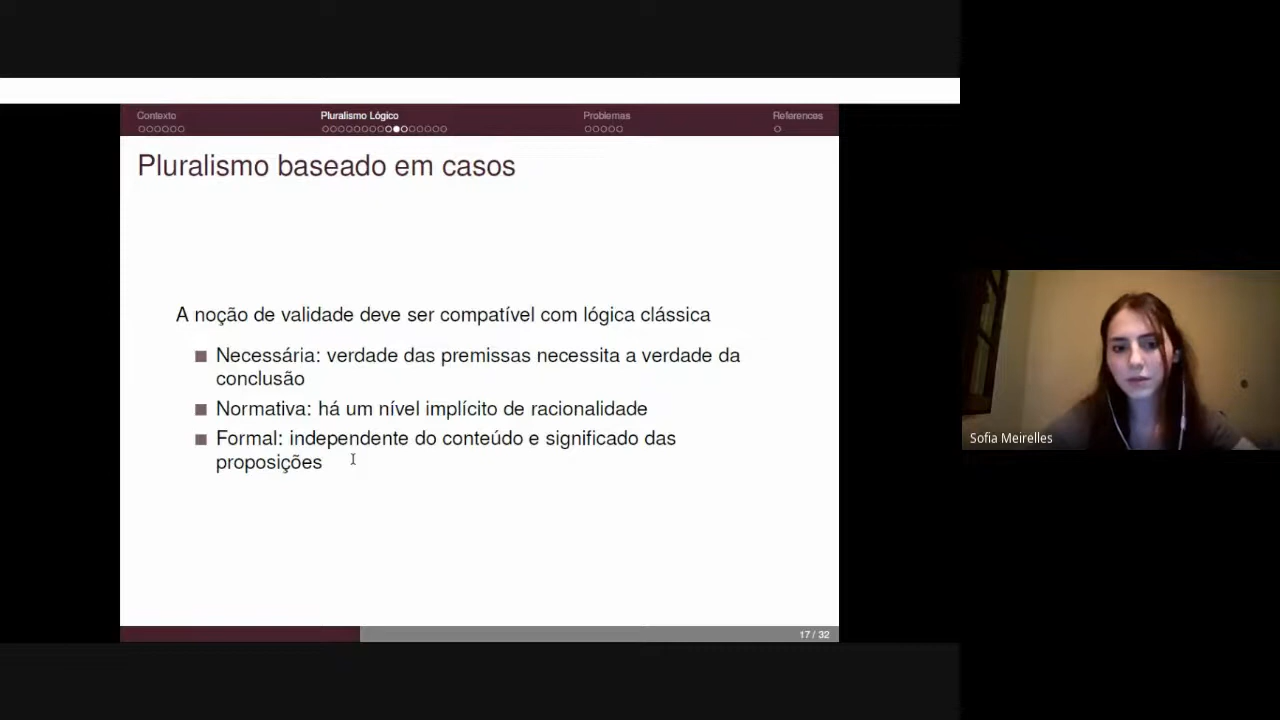 Contexto
Pluralismo Lógico
Problemas
References
Pluralismo baseado em casos
A noção de validade deve ser compatível com lógica clássica
Necessária: verdade das premissas necessita a verdade da
conclusão
Normativa: há um nível implícito de racionalidade
Formal: independente do conteúdo e significado das
proposições
17 / 32
Sofia Meirelles